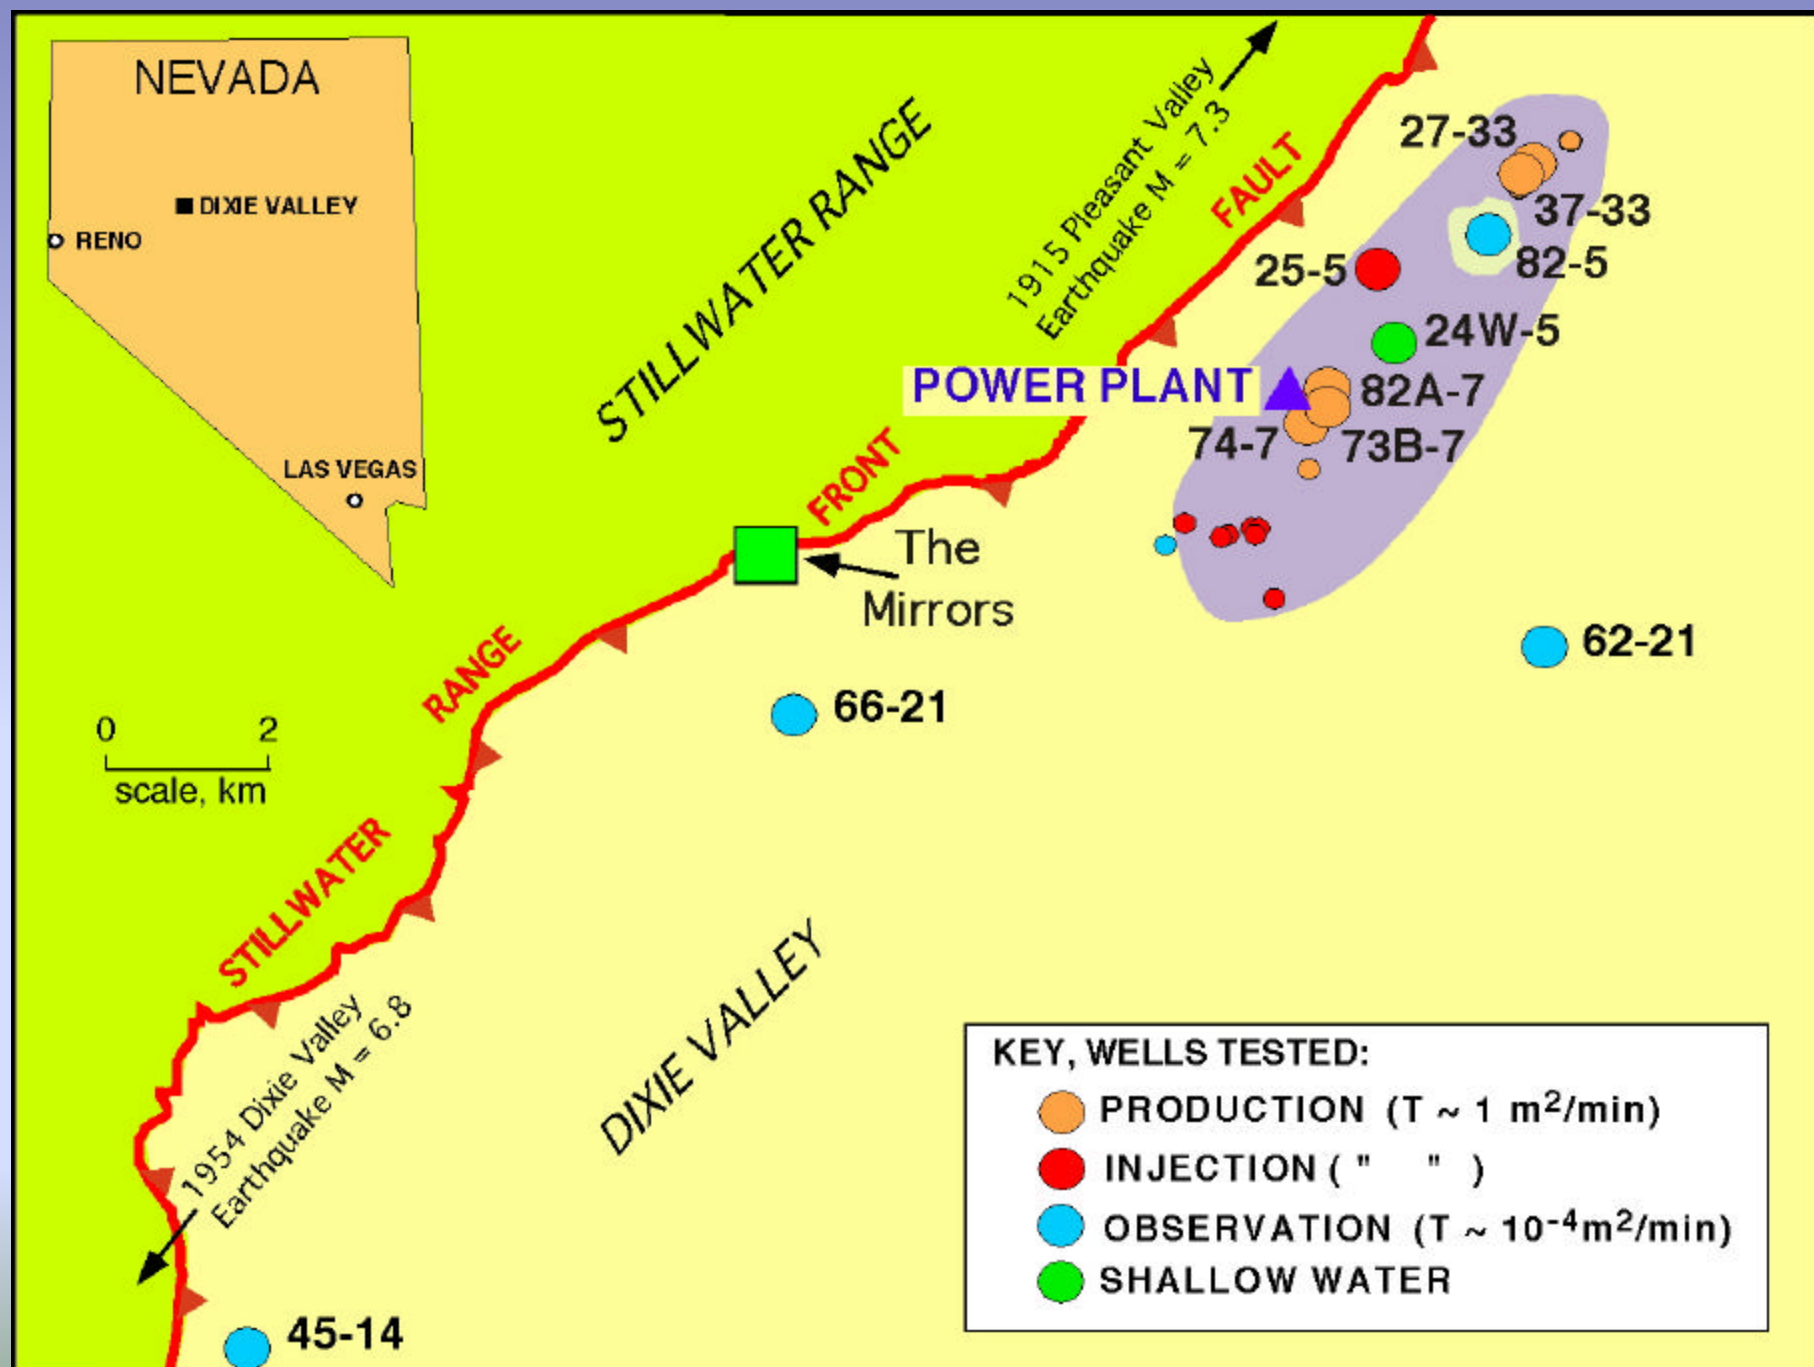 NEVADA
DIXIE VALLEY
RENO
LAS VEGAS
STILLWATER RANGE
1915 Pleasant Valley
Earthquake M = 7.3
FAULT
27-33
37-33
82-5
25-5
24W-5
POWER PLANT
82A-7
74-7
73B-7
FRONT
The
Mirrors
RANGE
62-21
66-21
0 2
scale, km
STILLWATER
1954 Dixie Valley
Earthquake M = 6.8
DIXIE VALLEY
45-14
KEY, WELLS TESTED:
PRODUCTION (T ~ 1 m²/min)
INJECTION ( " " )
OBSERVATION (T ~ 10⁻⁴m²/min)
SHALLOW WATER